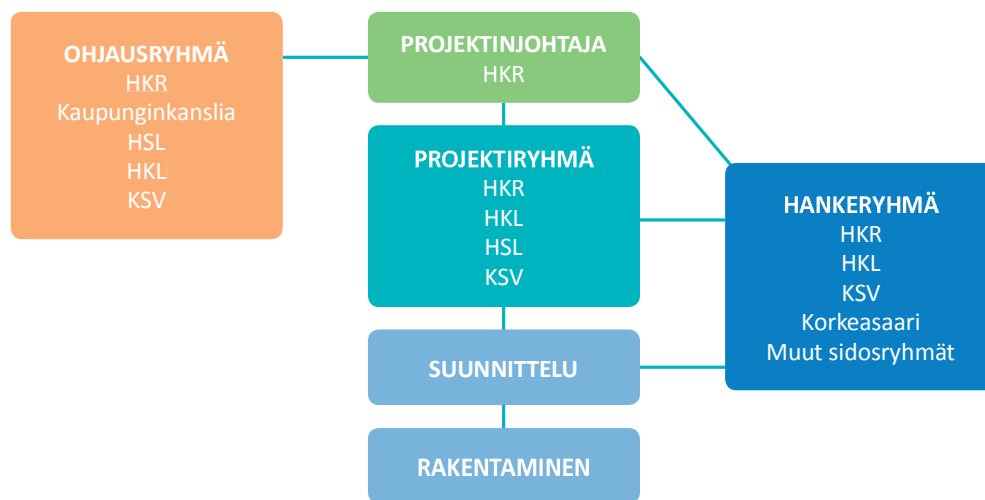 OHJAUSRYHMÄ
HKR
Kaupunginkanslia
HSL
HKL
KSV
PROJEKTINJOHTAJA
HKR
PROJEKTIRYHMÄ
HKR
HKL
HSL
KSV
HANKERYHMÄ
HKR
HKL
KSV
Korkeasaari
Muut sidosryhmät
SUUNNITTELU
RAKENTAMINEN